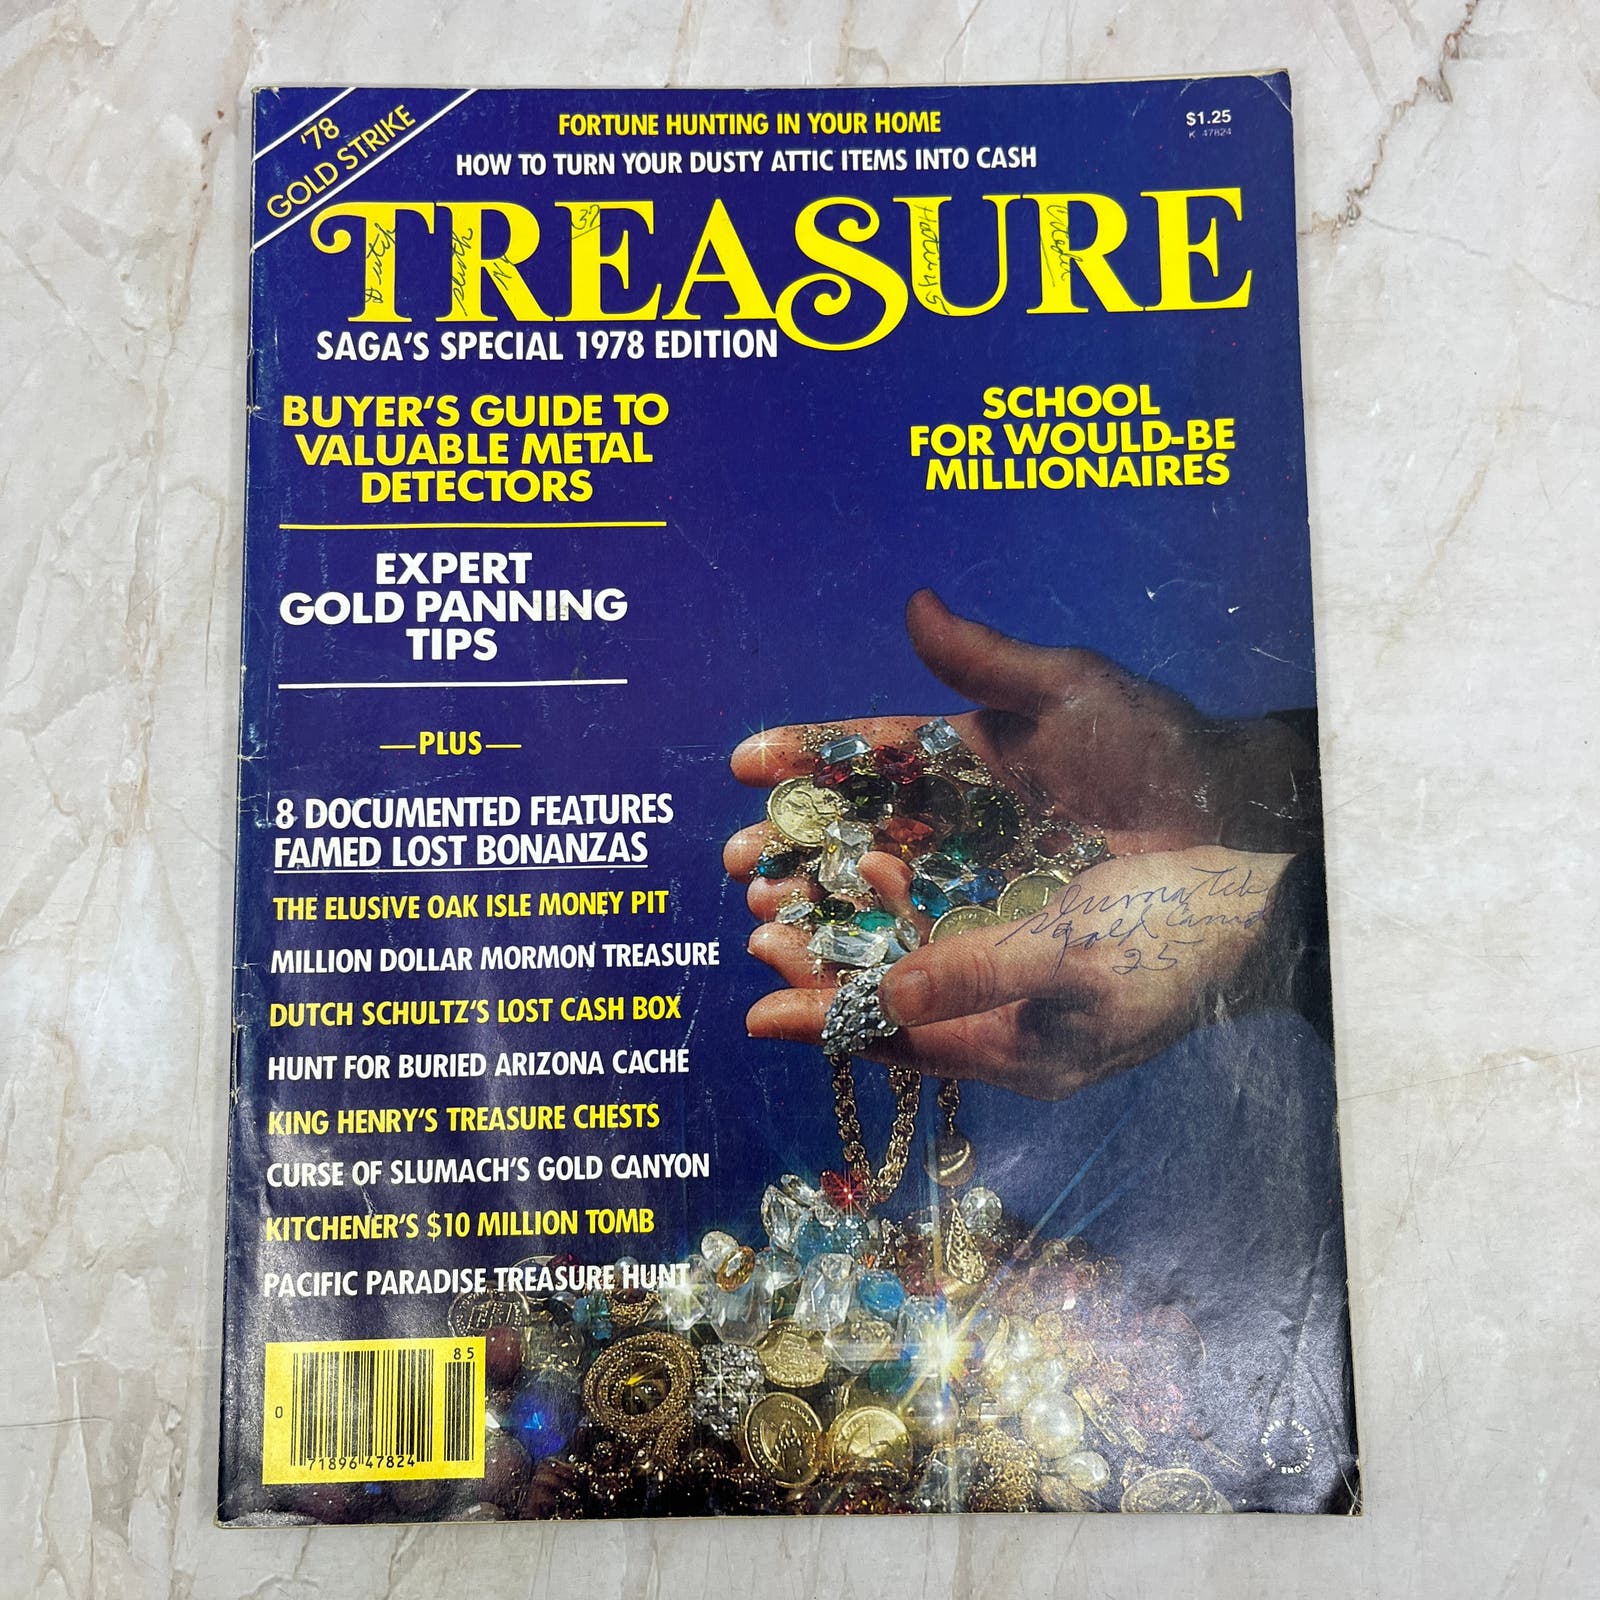 '78
GOLD STRIKE
FORTUNE HUNTING IN YOUR HOME
HOW TO TURN YOUR DUSTY ATTIC ITEMS INTO CASH
$1.25
K 47824
TREASURE
Dutch
37
SAGA'S SPECIAL 1978 EDITION
BUYER'S GUIDE TO
VALUABLE METAL
DETECTORS
SCHOOL
FOR WOULD-BE
MILLIONAIRES
EXPERT
GOLD PANNING
TIPS
—PLUS—
8 DOCUMENTED FEATURES
FAMED LOST BONANZAS
THE ELUSIVE OAK ISLE MONEY PIT
MILLION DOLLAR MORMON TREASURE
DUTCH SCHULTZ'S LOST CASH BOX
HUNT FOR BURIED ARIZONA CACHE
KING HENRY'S TREASURE CHESTS
CURSE OF SLUMACH'S GOLD CANYON
KITCHENER'S $10 MILLION TOMB
PACIFIC PARADISE TREASURE HUNT
gold
25
85
0 71896 47824